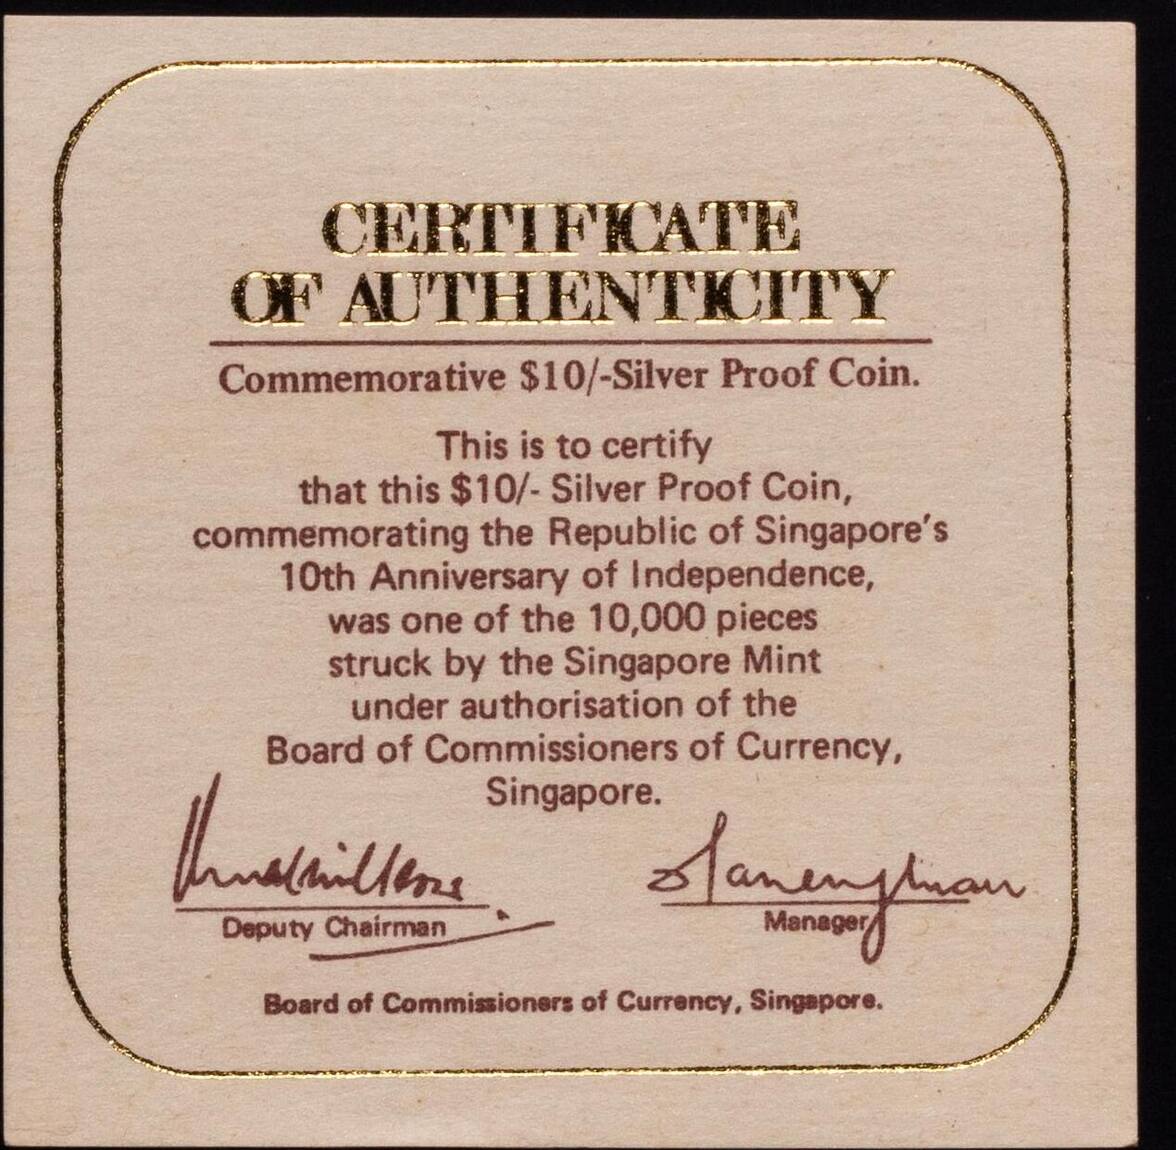 CERTIFICATE
OF AUTHENTICITY
Commemorative $10/-Silver Proof Coin.
This is to certify
that this $10/- Silver Proof Coin,
commemorating the Republic of Singapore's
10th Anniversary of Independence,
was one of the 10,000 pieces
struck by the Singapore Mint
under authorisation of the
Board of Commissioners of Currency,
Singapore.
Deputy Chairman
Manager
Board of Commissioners of Currency, Singapore.